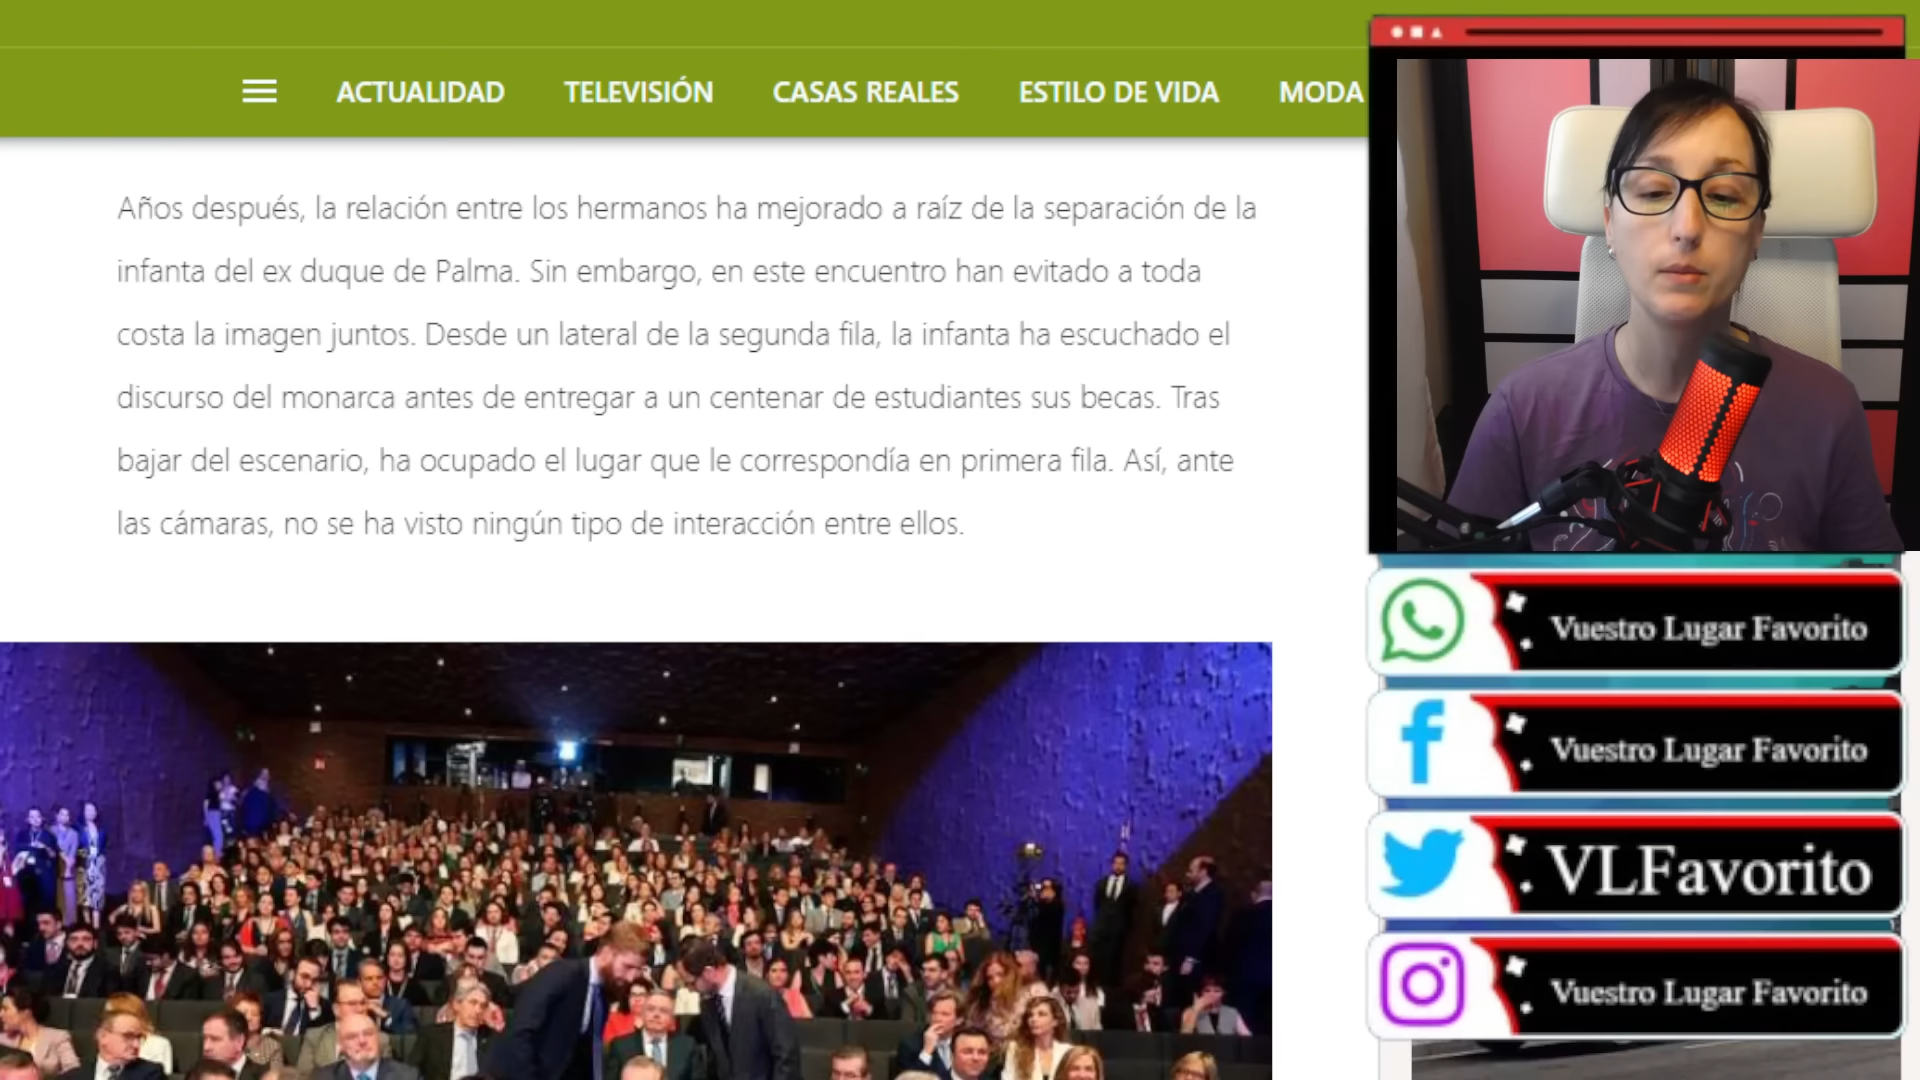 ACTUALIDAD TELEVISIÓN CASAS REALES ESTILO DE VIDA MODA
Años después, la relación entre los hermanos ha mejorado a raíz de la separación de la
infanta del ex duque de Palma. Sin embargo, en este encuentro han evitado a toda
costa la imagen juntos. Desde un lateral de la segunda fila, la infanta ha escuchado el
discurso del monarca antes de entregar a un centenar de estudiantes sus becas. Tras
bajar del escenario, ha ocupado el lugar que le correspondía en primera fila. Así, ante
las cámaras, no se ha visto ningún tipo de interacción entre ellos.
Vuestro Lugar Favorito
Vuestro Lugar Favorito
VLFavorito
Vuestro Lugar Favorito